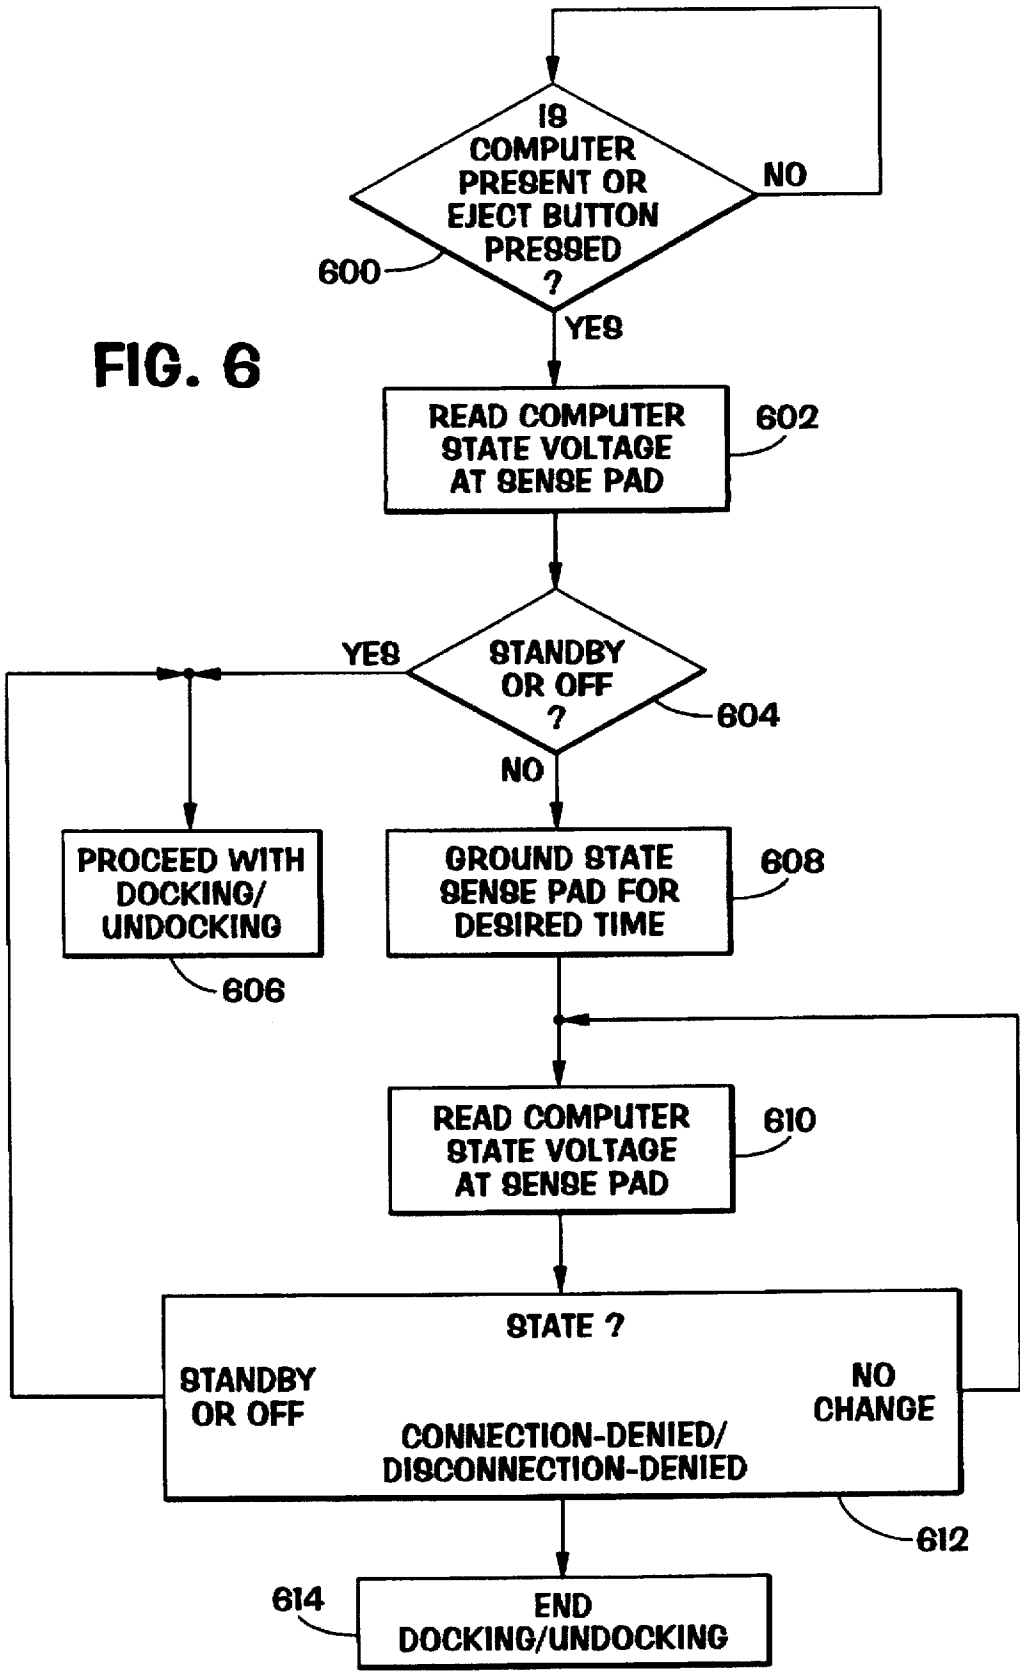 IS
COMPUTER
PRESENT OR
EJECT BUTTON
PRESSED
?
NO
600
YES
FIG. 6
READ COMPUTER
STATE VOLTAGE
AT SENSE PAD
602
YES
STANDBY
OR OFF
?
604
NO
PROCEED WITH
DOCKING/
UNDOCKING
606
GROUND STATE
SENSE PAD FOR
DESIRED TIME
608
READ COMPUTER
STATE VOLTAGE
AT SENSE PAD
610
STATE ?
STANDBY
OR OFF
NO
CHANGE
CONNECTION-DENIED/
DISCONNECTION-DENIED
612
614
END
DOCKING/UNDOCKING